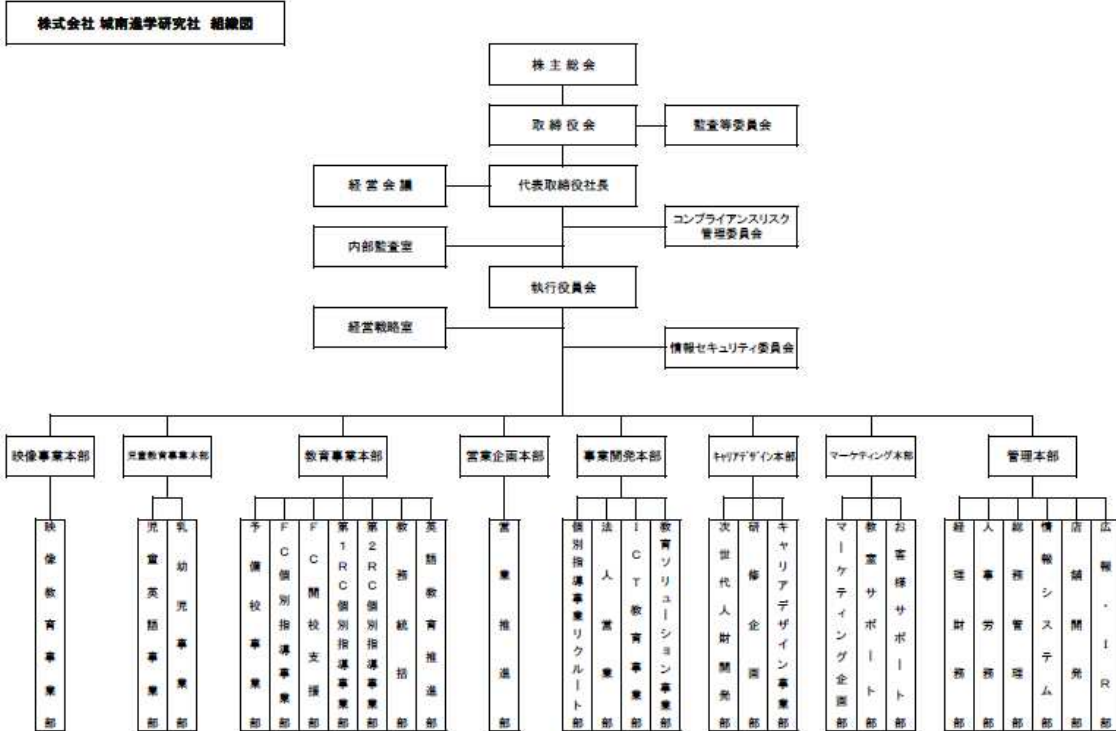 株式会社 城南進学研究社 組織図
株主総会
取締役会
監査等委員会
経営会議
代表取締役社長
コンプライアンスリスク
管理委員会
内部監査室
執行役員会
経営戦略室
情報セキュリティ委員会
映像事業本部
児童教育事業本部
教育事業本部
営業企画本部
事業開発本部
キャリアデザイン本部
マーケティング本部
管理本部
映像教育事業部
児童英語事業部
乳幼児事業部
予備校事業部
FC個別指導事業部
FC開校支援部
第1RC個別指導事業部
第2RC個別指導事業部
教務統括部
英語教育推進部
営業推進部
個別指導事業リクルート部
法人営業部
ICT教育事業部
教育ソリューション事業部
次世代人財開発部
研修企画部
キャリアデザイン事業部
マーケティング企画部
教室サポート部
お客様サポート部
経理財務部
人事労務部
総務管理部
情報システム部
店舗開発部
広報・IR部